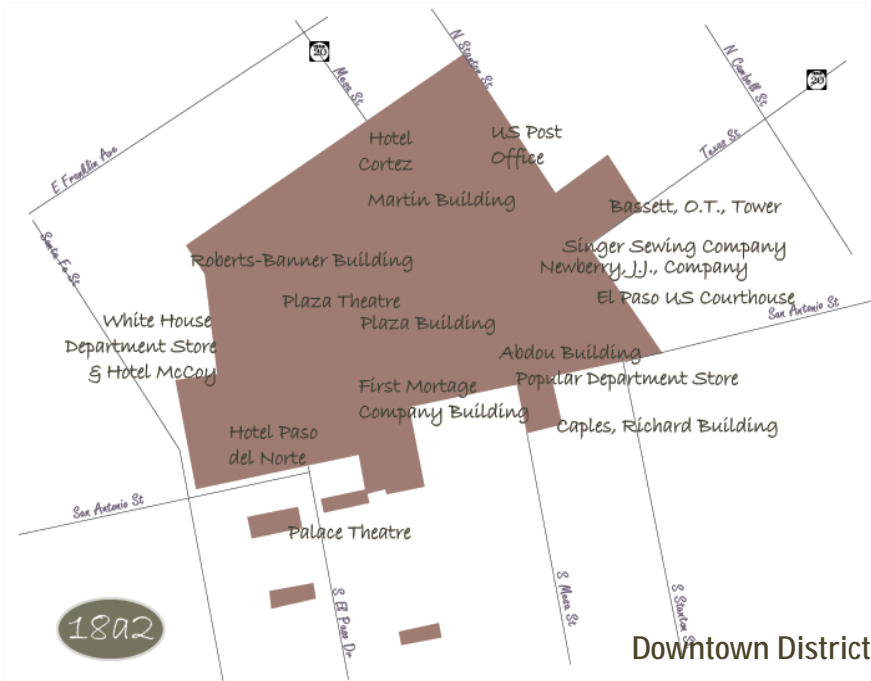 N Stanton St
20
Mesa St
N Cambell St
20
Texas St
E Franklin Ave
Hotel
Cortez
US Post
Office
Martin Building
Bassett, O.T., Tower
Santa Fe St
Roberts-Banner Building
Singer Sewing Company
Newberry, J.J., Company
Plaza Theatre
El Paso US Courthouse
San Antonio St
White House
Department Store
& Hotel McCoy
Plaza Building
Abdou Building
Popular Department Store
First Mortage
Company Building
Caples, Richard Building
Hotel Paso
del Norte
San Antonio St
Palace Theatre
S El Paso Dr
S Mesa St
S Stanton St
18a2
Downtown District